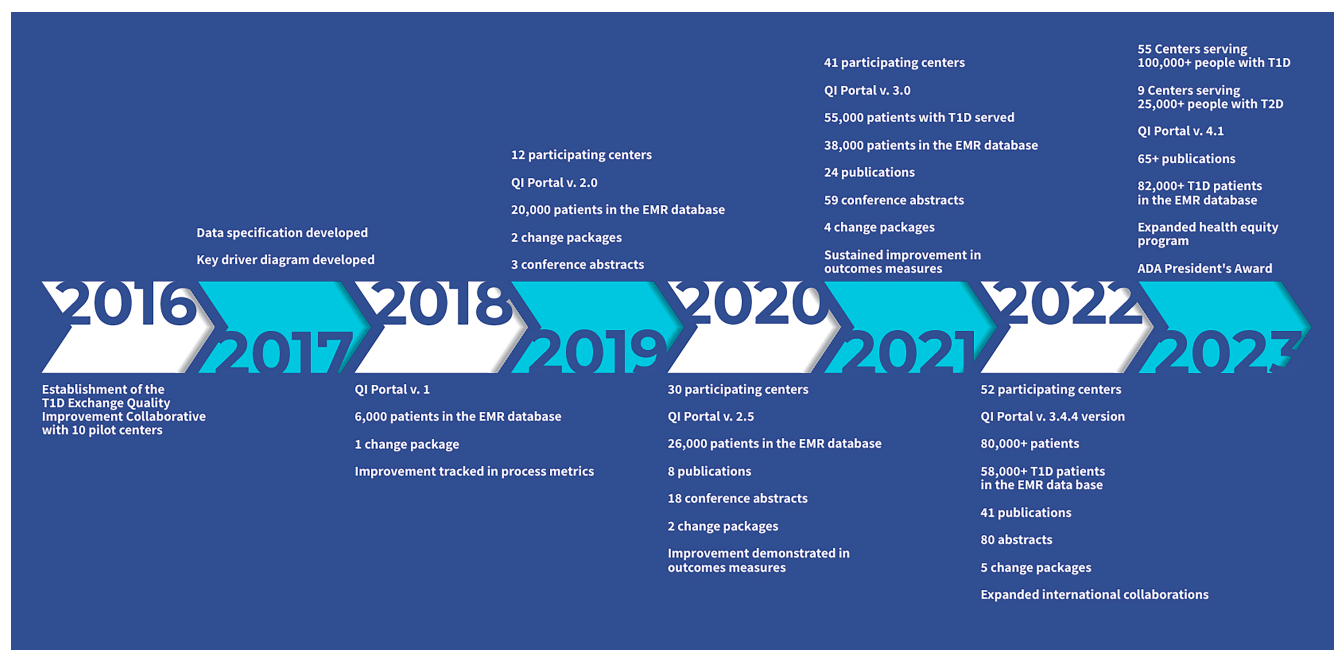 2016
Establishment of the
T1D Exchange Quality
Improvement Collaborative
with 10 pilot centers
Data specification developed
Key driver diagram developed
2017
2018
QI Portal v. 1
6,000 patients in the EMR database
1 change package
Improvement tracked in process metrics
12 participating centers
QI Portal v. 2.0
20,000 patients in the EMR database
2 change packages
3 conference abstracts
2019
2020
30 participating centers
QI Portal v. 2.5
26,000 patients in the EMR database
8 publications
18 conference abstracts
2 change packages
Improvement demonstrated in
outcomes measures
41 participating centers
QI Portal v. 3.0
55,000 patients with T1D served
38,000 patients in the EMR database
24 publications
59 conference abstracts
4 change packages
Sustained improvement in
outcomes measures
2021
2022
52 participating centers
QI Portal v. 3.4.4 version
80,000+ patients
58,000+ T1D patients
in the EMR data base
41 publications
80 abstracts
5 change packages
Expanded international collaborations
55 Centers serving
100,000+ people with T1D
9 Centers serving
25,000+ people with T2D
QI Portal v. 4.1
65+ publications
82,000+ T1D patients
in the EMR database
Expanded health equity
program
ADA President's Award
2023